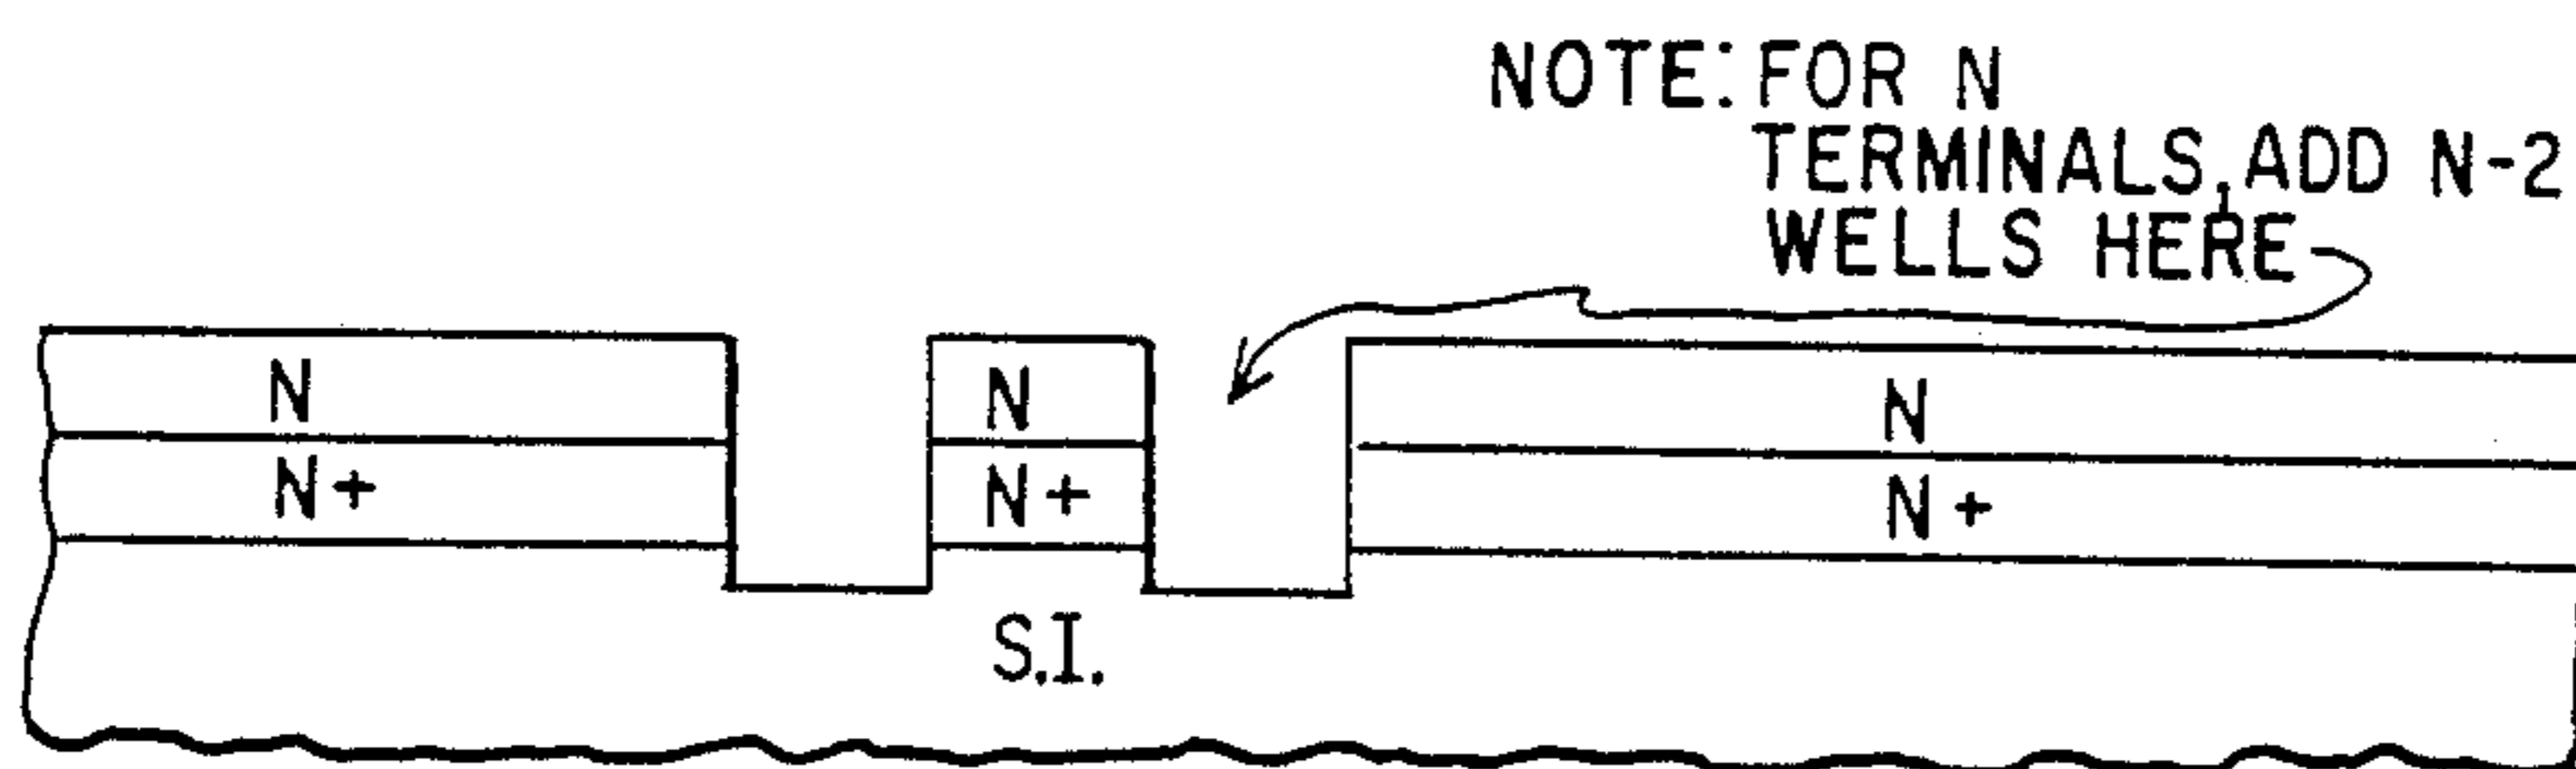 NOTE: FOR N
TERMINALS, ADD N-2
WELLS HERE
N
N
N
N+
N+
N+
S.I.